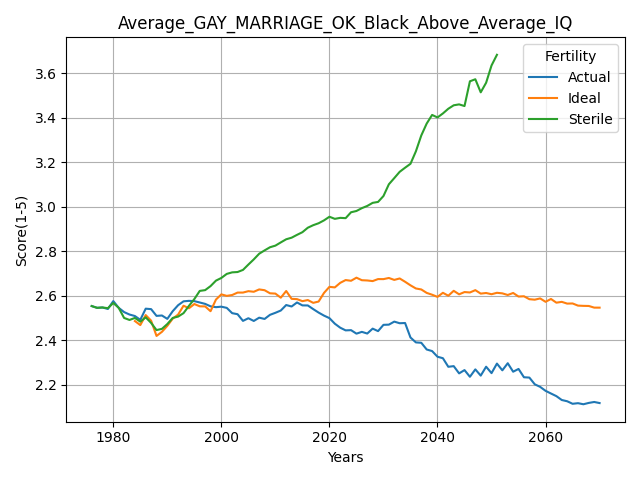 Average_GAY_MARRIAGE_OK_Black_Above_Average_IQ
Fertility
Actual
Ideal
Sterile
Score(1-5)
3.6
3.4
3.2
3.0
2.8
2.6
2.4
2.2
1980
2000
2020
2040
2060
Years